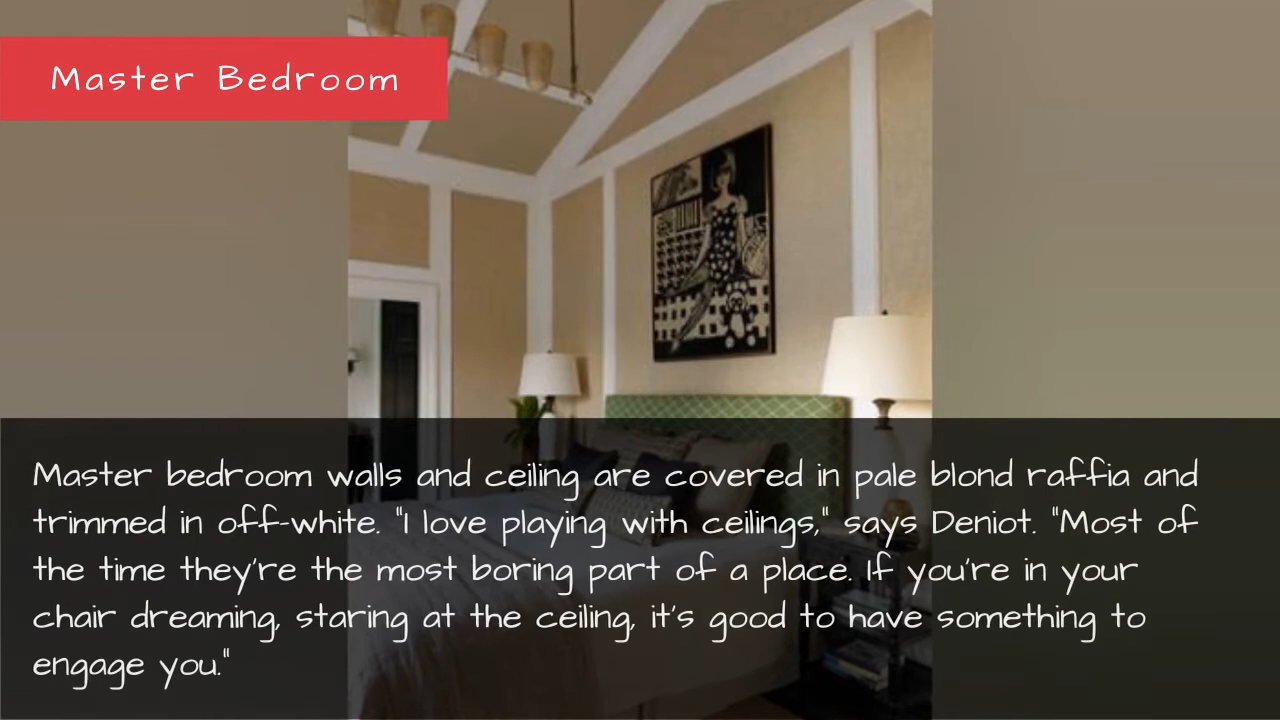 Master Bedroom
Master bedroom walls and ceiling are covered in pale blond raffia and
trimmed in off-white. "I love playing with ceilings," says Deniot. "Most of
the time they're the most boring part of a place. If you're in your
chair dreaming, staring at the ceiling, it's good to have something to
engage you."